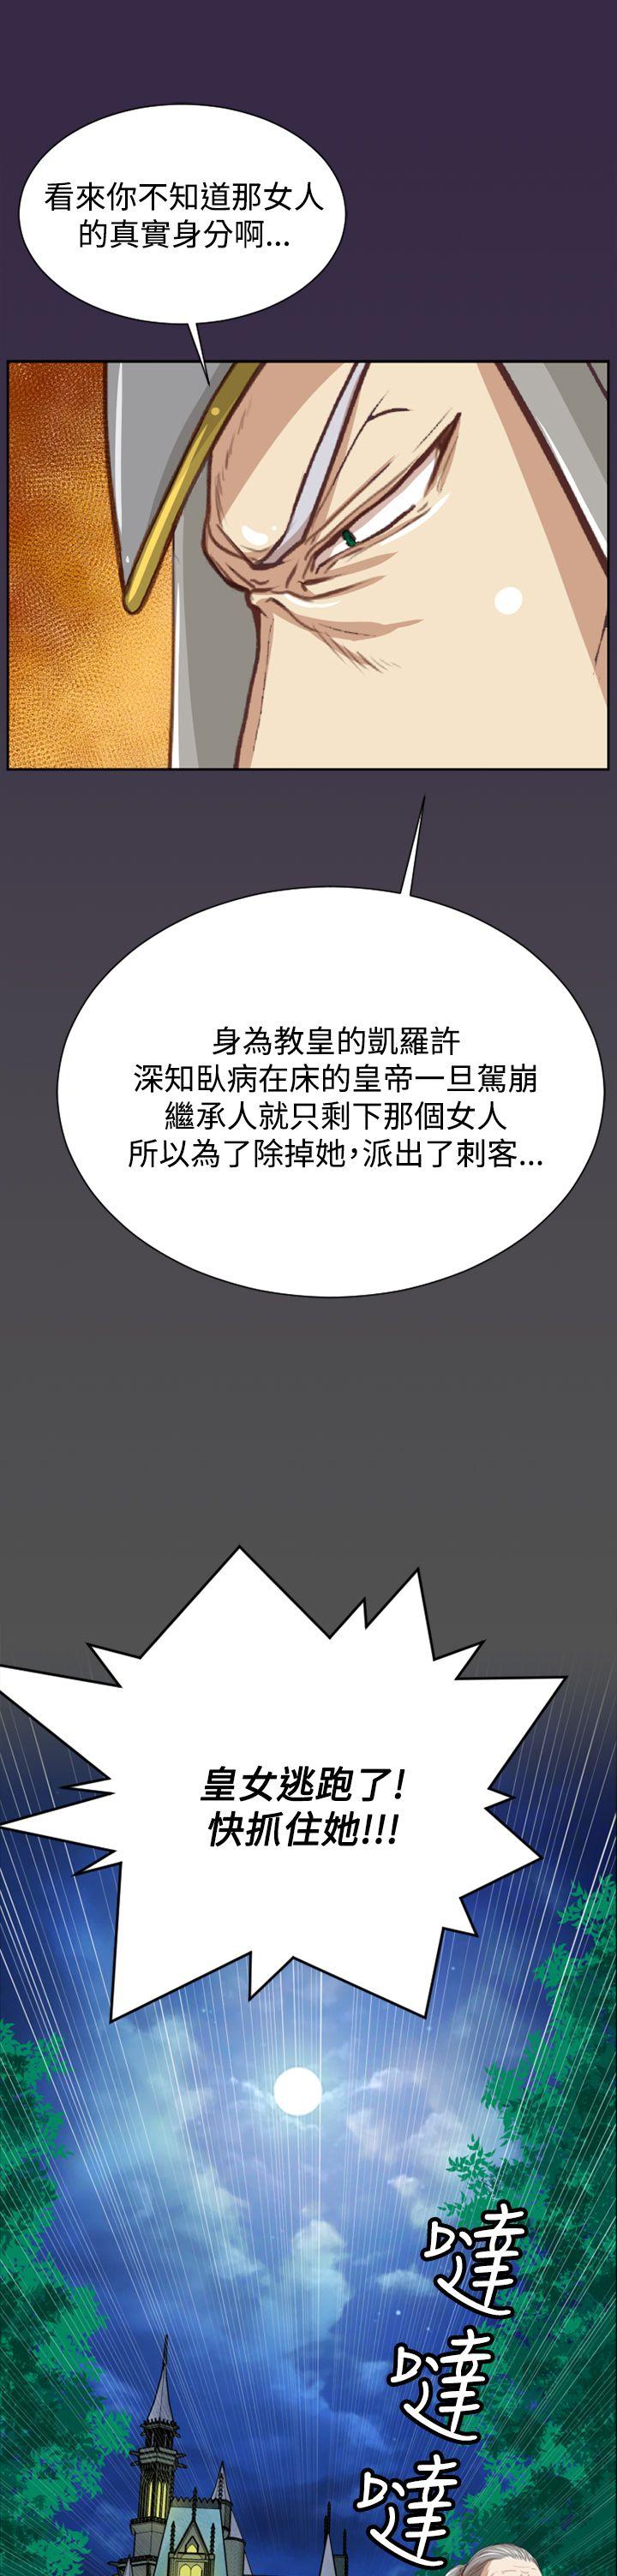 看來你不知道那女人
的真實身分啊...
身為教皇的凱羅許
深知臥病在床的皇帝一旦駕崩
繼承人就只剩下那個女人
所以為了除掉她,派出了刺客...
皇女逃跑了!
快抓住她!!!
噠
噠
噠